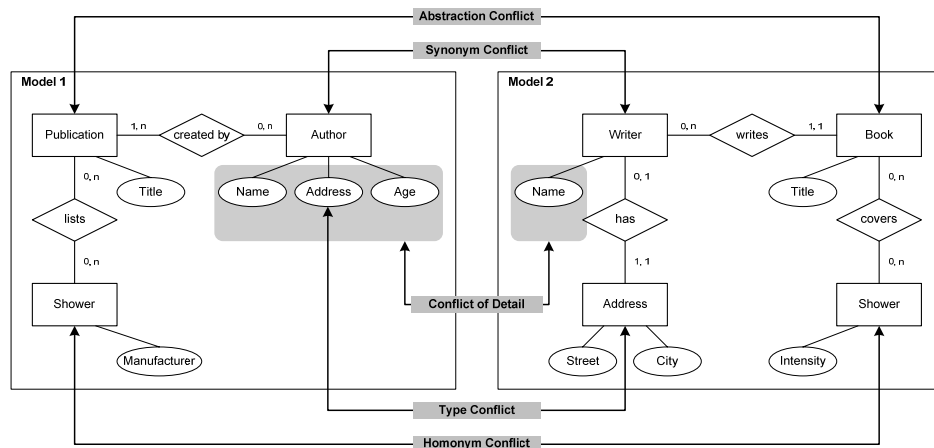 Abstraction Conflict
Synonym Conflict
Model 1
Model 2
Publication
1, n
created by
0, n
Author
Writer
0, n
writes
1, 1
Book
0, n
Title
Name
Address
Age
Name
0, 1
Title
0, n
lists
has
covers
0, n
1, 1
0, n
Shower
Conflict of Detail
Address
Shower
Manufacturer
Street
City
Intensity
Type Conflict
Homonym Conflict